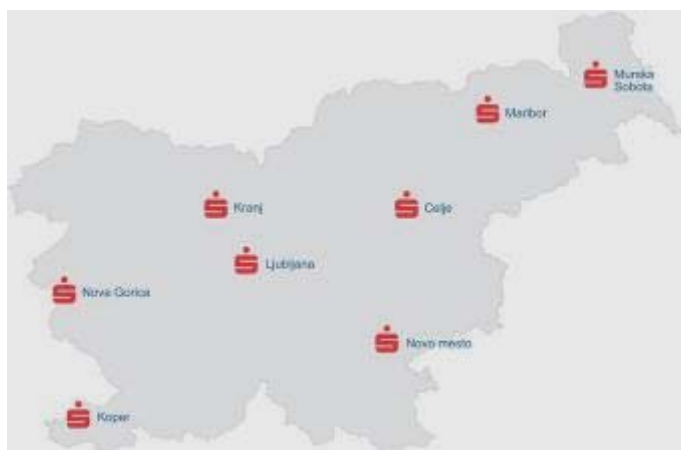 Murska
Sobota
Maribor
Kranj
Celje
Ljubljana
Nova Gorica
Novo mesto
Koper